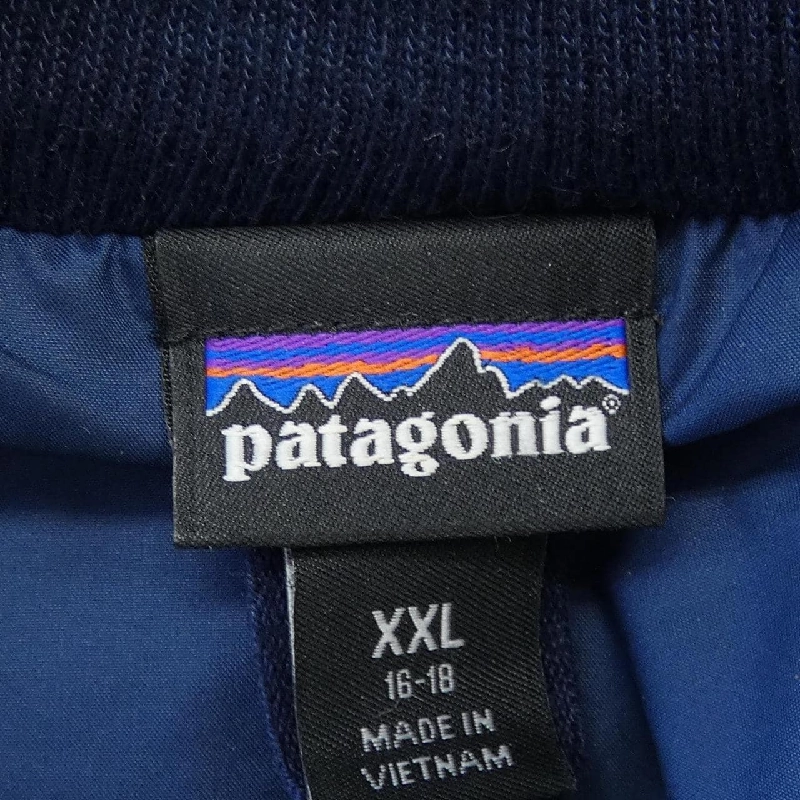 patagonia®
XXL
16-18
MADE IN
VIETNAM